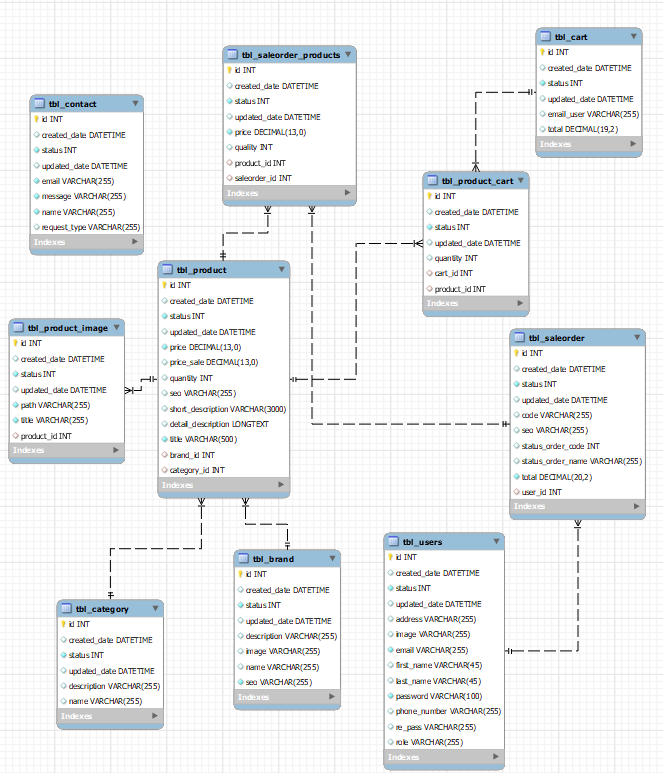 tbl_cart
id INT
created_date DATETIME
status INT
updated_date DATETIME
email_user VARCHAR(255)
total DECIMAL(19,2)
Indexes
tbl_saleorder_products
id INT
created_date DATETIME
status INT
updated_date DATETIME
price DECIMAL(13,0)
quality INT
product_id INT
saleorder_id INT
Indexes
tbl_contact
id INT
created_date DATETIME
status INT
updated_date DATETIME
email VARCHAR(255)
message VARCHAR(255)
name VARCHAR(255)
request_type VARCHAR(255)
Indexes
tbl_product_cart
id INT
created_date DATETIME
status INT
updated_date DATETIME
quantity INT
cart_id INT
product_id INT
Indexes
tbl_product
id INT
created_date DATETIME
status INT
updated_date DATETIME
price DECIMAL(13,0)
price_sale DECIMAL(13,0)
quantity INT
seo VARCHAR(255)
short_description VARCHAR(3000)
detail_description LONGTEXT
title VARCHAR(500)
brand_id INT
category_id INT
Indexes
tbl_product_image
id INT
created_date DATETIME
status INT
updated_date DATETIME
path VARCHAR(255)
title VARCHAR(255)
product_id INT
Indexes
tbl_saleorder
id INT
created_date DATETIME
status INT
updated_date DATETIME
code VARCHAR(255)
seo VARCHAR(255)
status_order_code INT
status_order_name VARCHAR(255)
total DECIMAL(20,2)
user_id INT
Indexes
tbl_users
id INT
created_date DATETIME
status INT
updated_date DATETIME
address VARCHAR(255)
image VARCHAR(255)
email VARCHAR(255)
first_name VARCHAR(45)
last_name VARCHAR(45)
password VARCHAR(100)
phone_number VARCHAR(255)
re_pass VARCHAR(255)
role VARCHAR(255)
Indexes
tbl_brand
id INT
created_date DATETIME
status INT
updated_date DATETIME
description VARCHAR(255)
image VARCHAR(255)
name VARCHAR(255)
seo VARCHAR(255)
Indexes
tbl_category
id INT
created_date DATETIME
status INT
updated_date DATETIME
description VARCHAR(255)
name VARCHAR(255)
Indexes